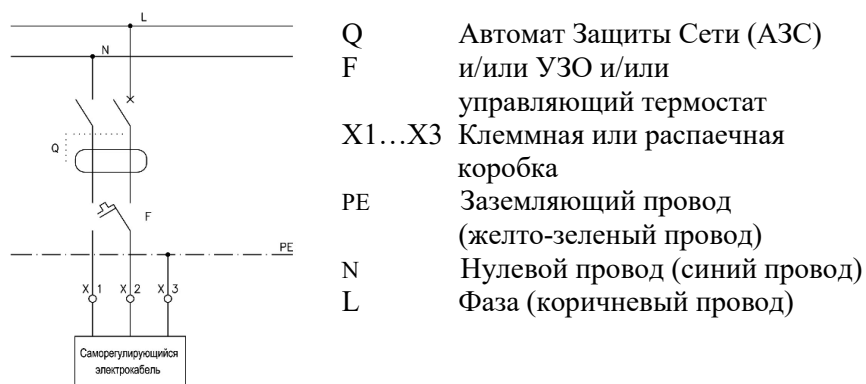 L
N
Q
F
PE
X 1 X 2 X 3
Саморегулирующийся
электрокабель
Q Автомат Защиты Сети (АЗС)
F и/или УЗО и/или
управляющий термостат
X1…X3 Клеммная или распаечная
коробка
PE Заземляющий провод
(желто-зеленый провод)
N Нулевой провод (синий провод)
L Фаза (коричневый провод)